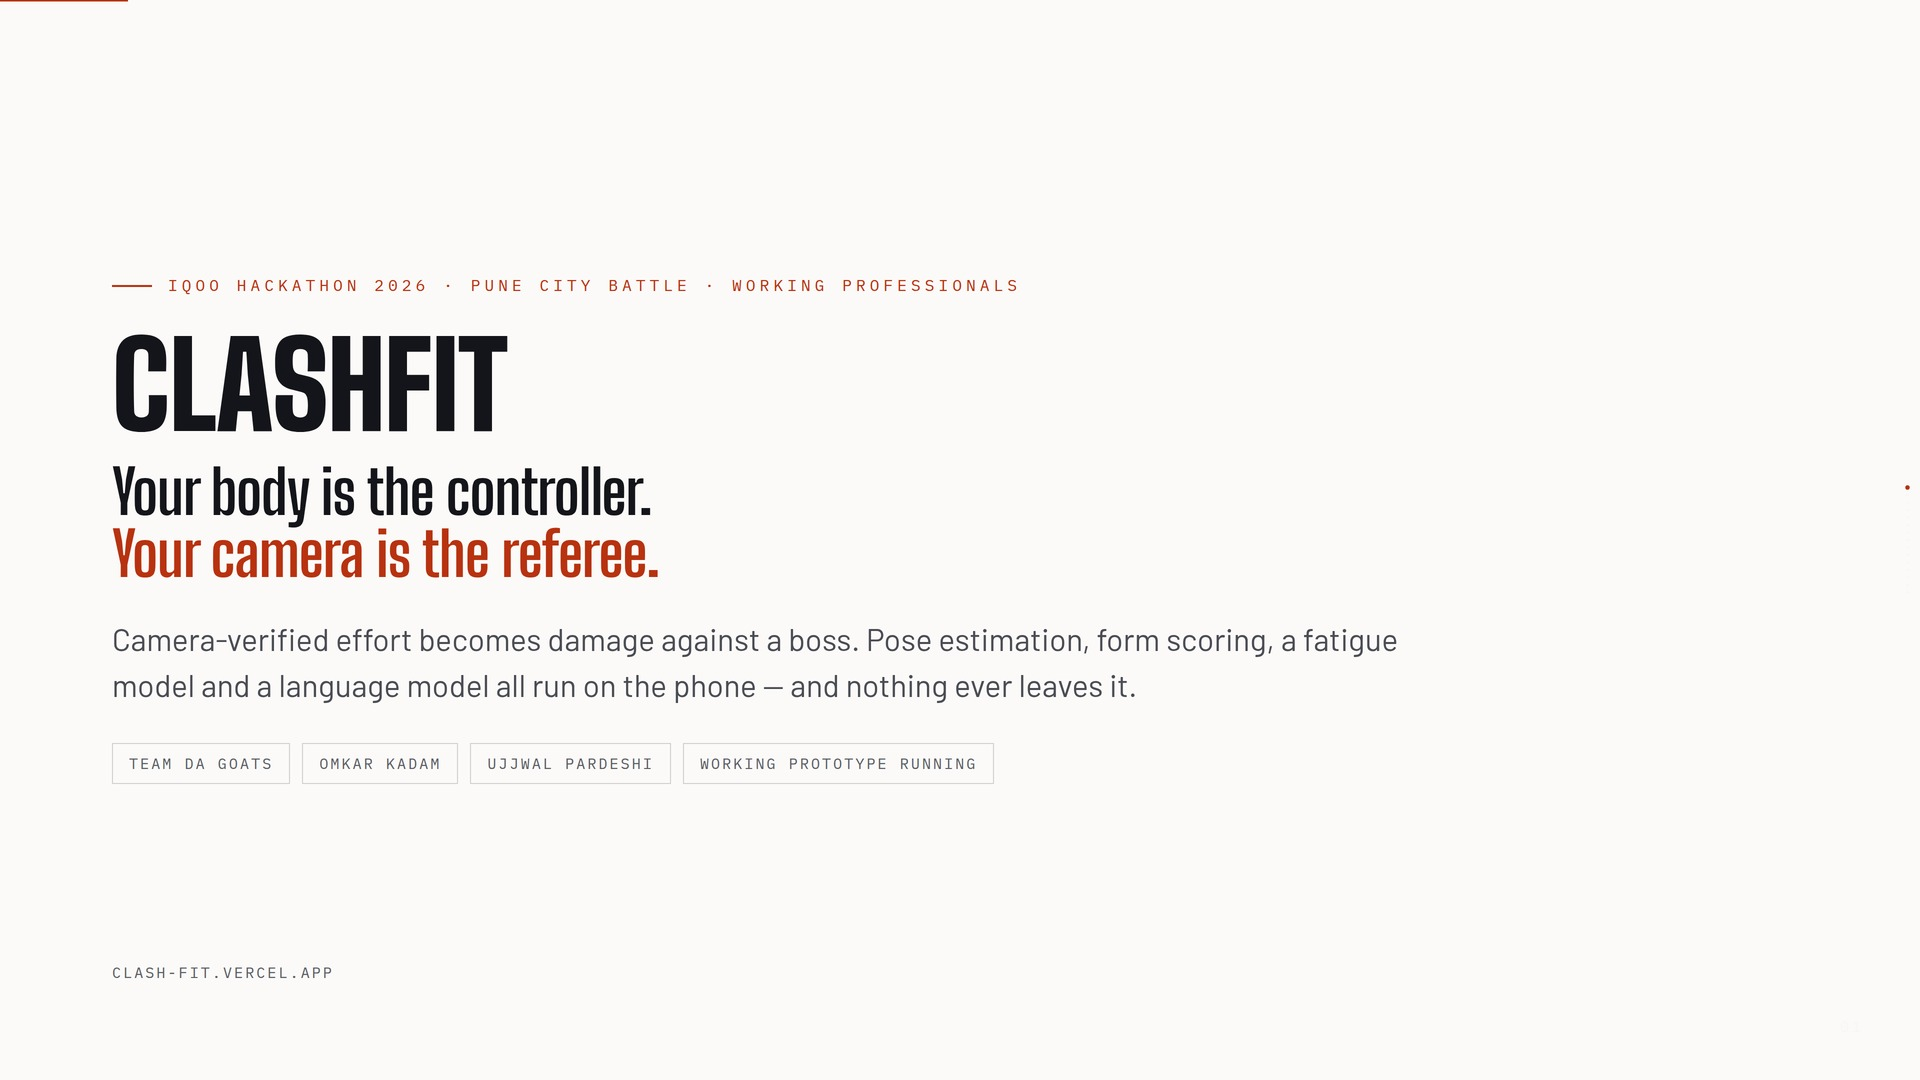 IQOO HACKATHON 2026 · PUNE CITY BATTLE · WORKING PROFESSIONALS
CLASHFIT
Your body is the controller.
Your camera is the referee.
Camera-verified effort becomes damage against a boss. Pose estimation, form scoring, a fatigue
model and a language model all run on the phone — and nothing ever leaves it.
TEAM DA GOATS
OMKAR KADAM
UJJWAL PARDESHI
WORKING PROTOTYPE RUNNING
CLASH-FIT.VERCEL.APP